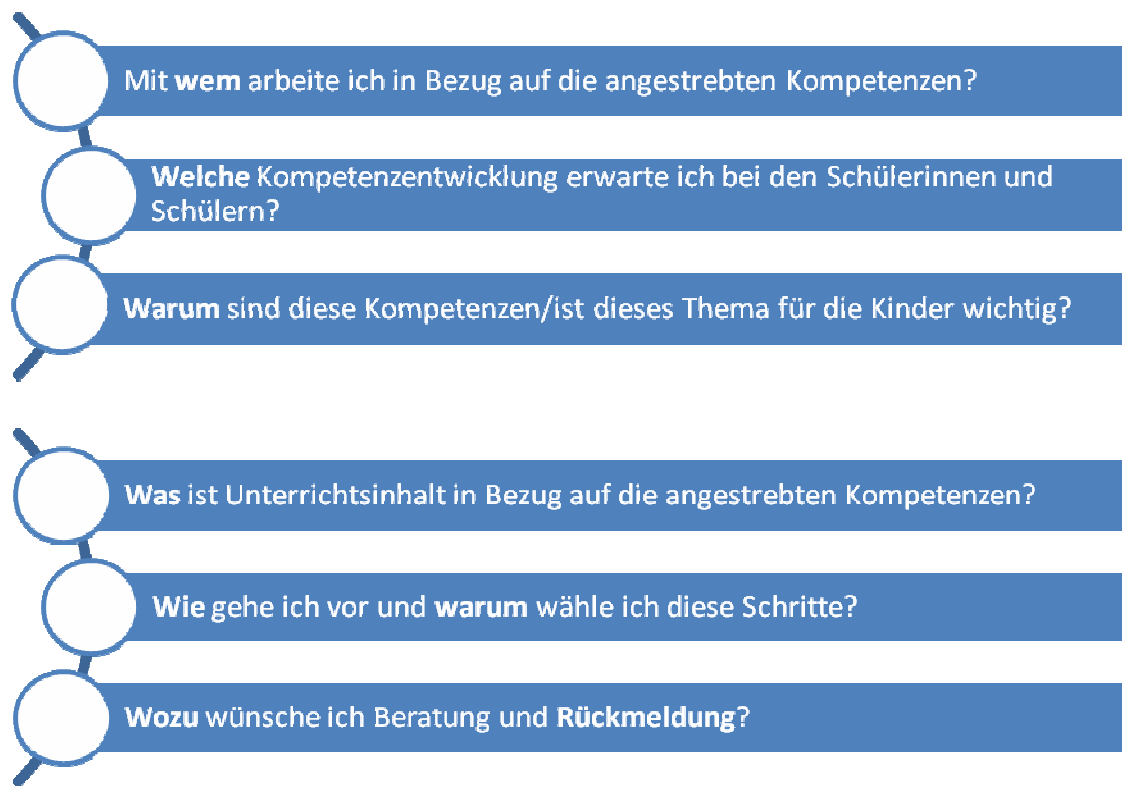 Mit wem arbeite ich in Bezug auf die angestrebten Kompetenzen?
Welche Kompetenzentwicklung erwarte ich bei den Schülerinnen und
Schülern?
Warum sind diese Kompetenzen/ist dieses Thema für die Kinder wichtig?
Was ist Unterrichtsinhalt in Bezug auf die angestrebten Kompetenzen?
Wie gehe ich vor und warum wähle ich diese Schritte?
Wozu wünsche ich Beratung und Rückmeldung?